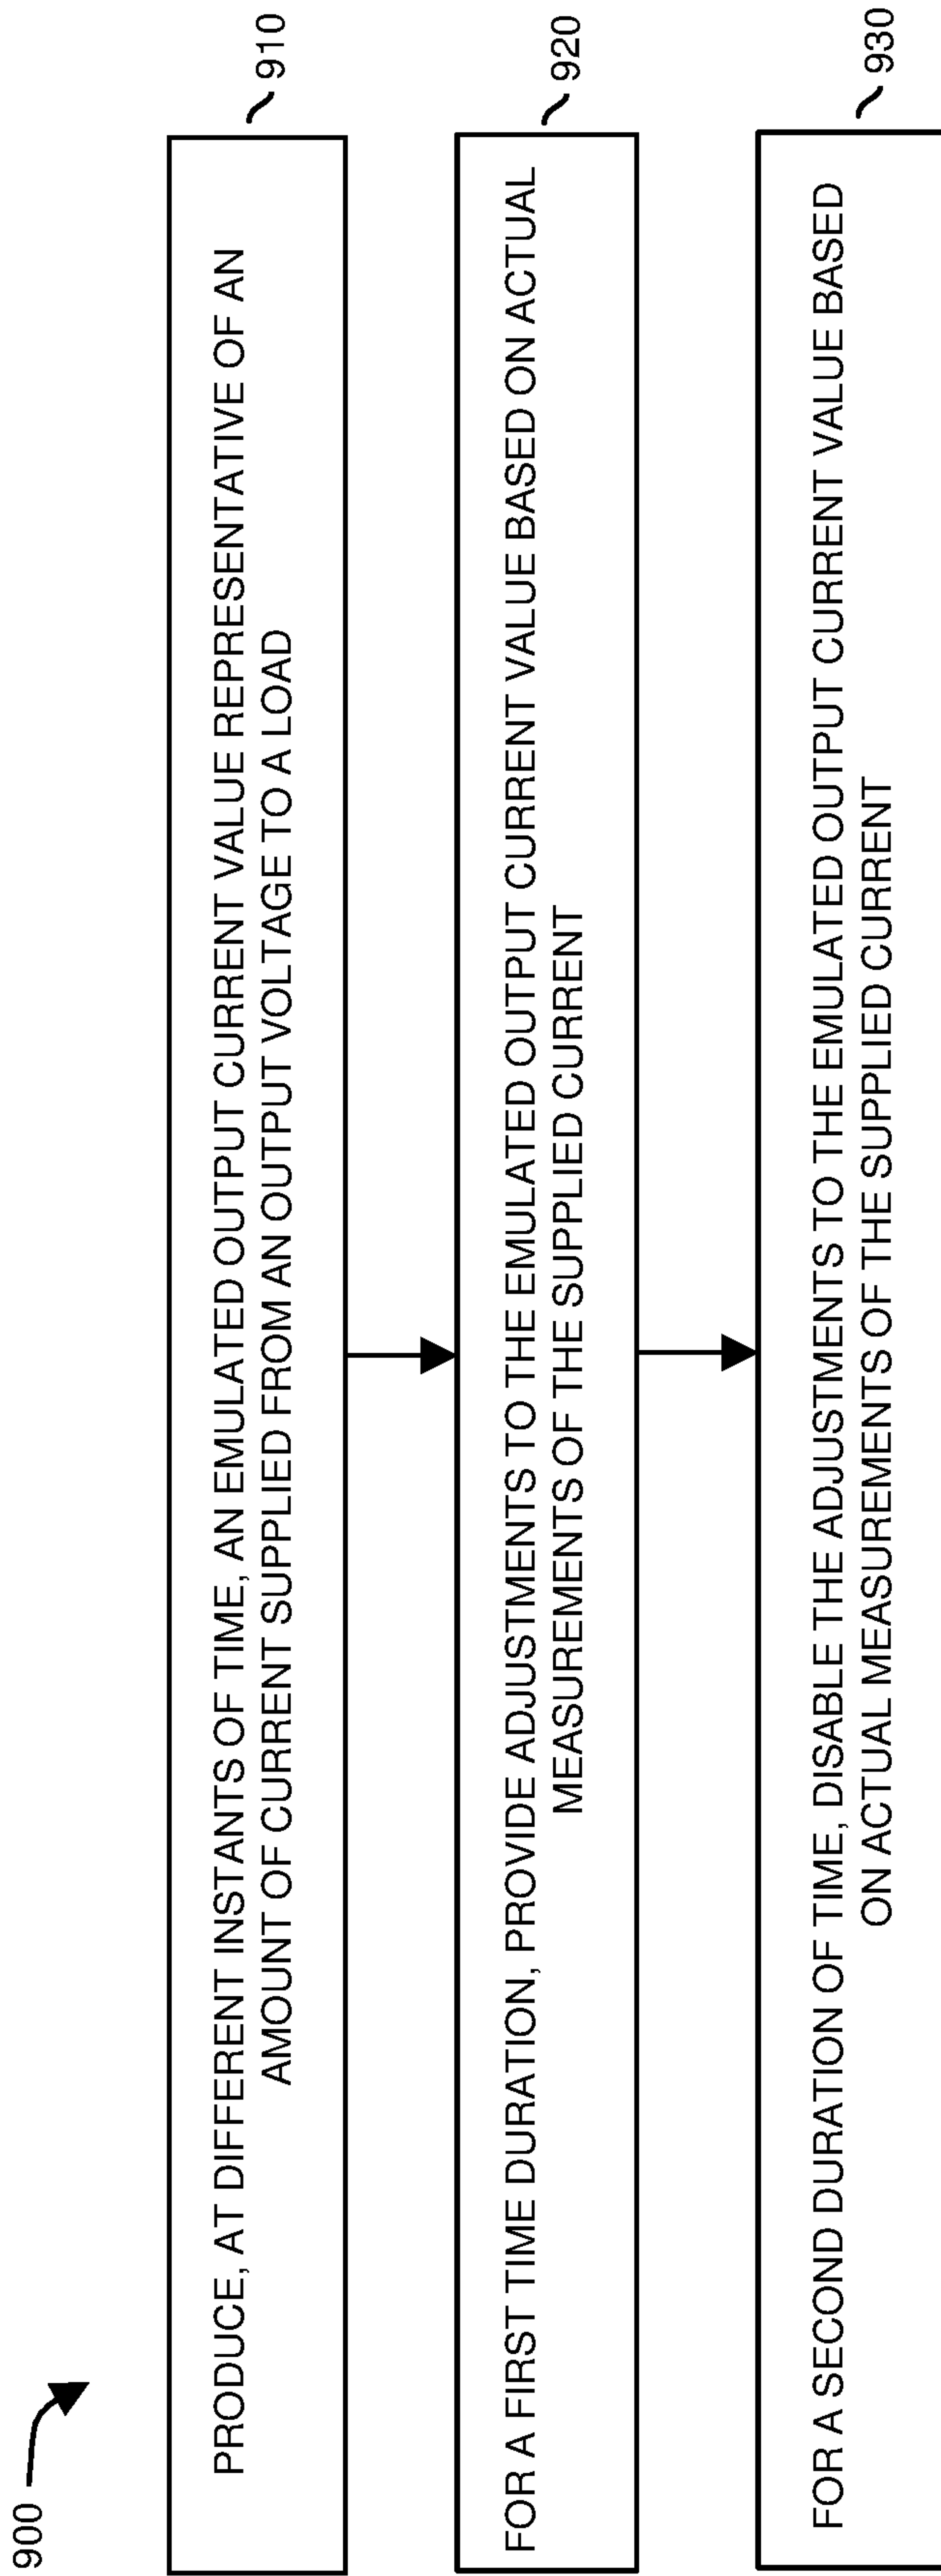 900
PRODUCE, AT DIFFERENT INSTANTS OF TIME, AN EMULATED OUTPUT CURRENT VALUE REPRESENTATIVE OF AN
AMOUNT OF CURRENT SUPPLIED FROM AN OUTPUT VOLTAGE TO A LOAD
910
FOR A FIRST TIME DURATION, PROVIDE ADJUSTMENTS TO THE EMULATED OUTPUT CURRENT VALUE BASED ON ACTUAL
MEASUREMENTS OF THE SUPPLIED CURRENT
920
FOR A SECOND DURATION OF TIME, DISABLE THE ADJUSTMENTS TO THE EMULATED OUTPUT CURRENT VALUE BASED
ON ACTUAL MEASUREMENTS OF THE SUPPLIED CURRENT
930